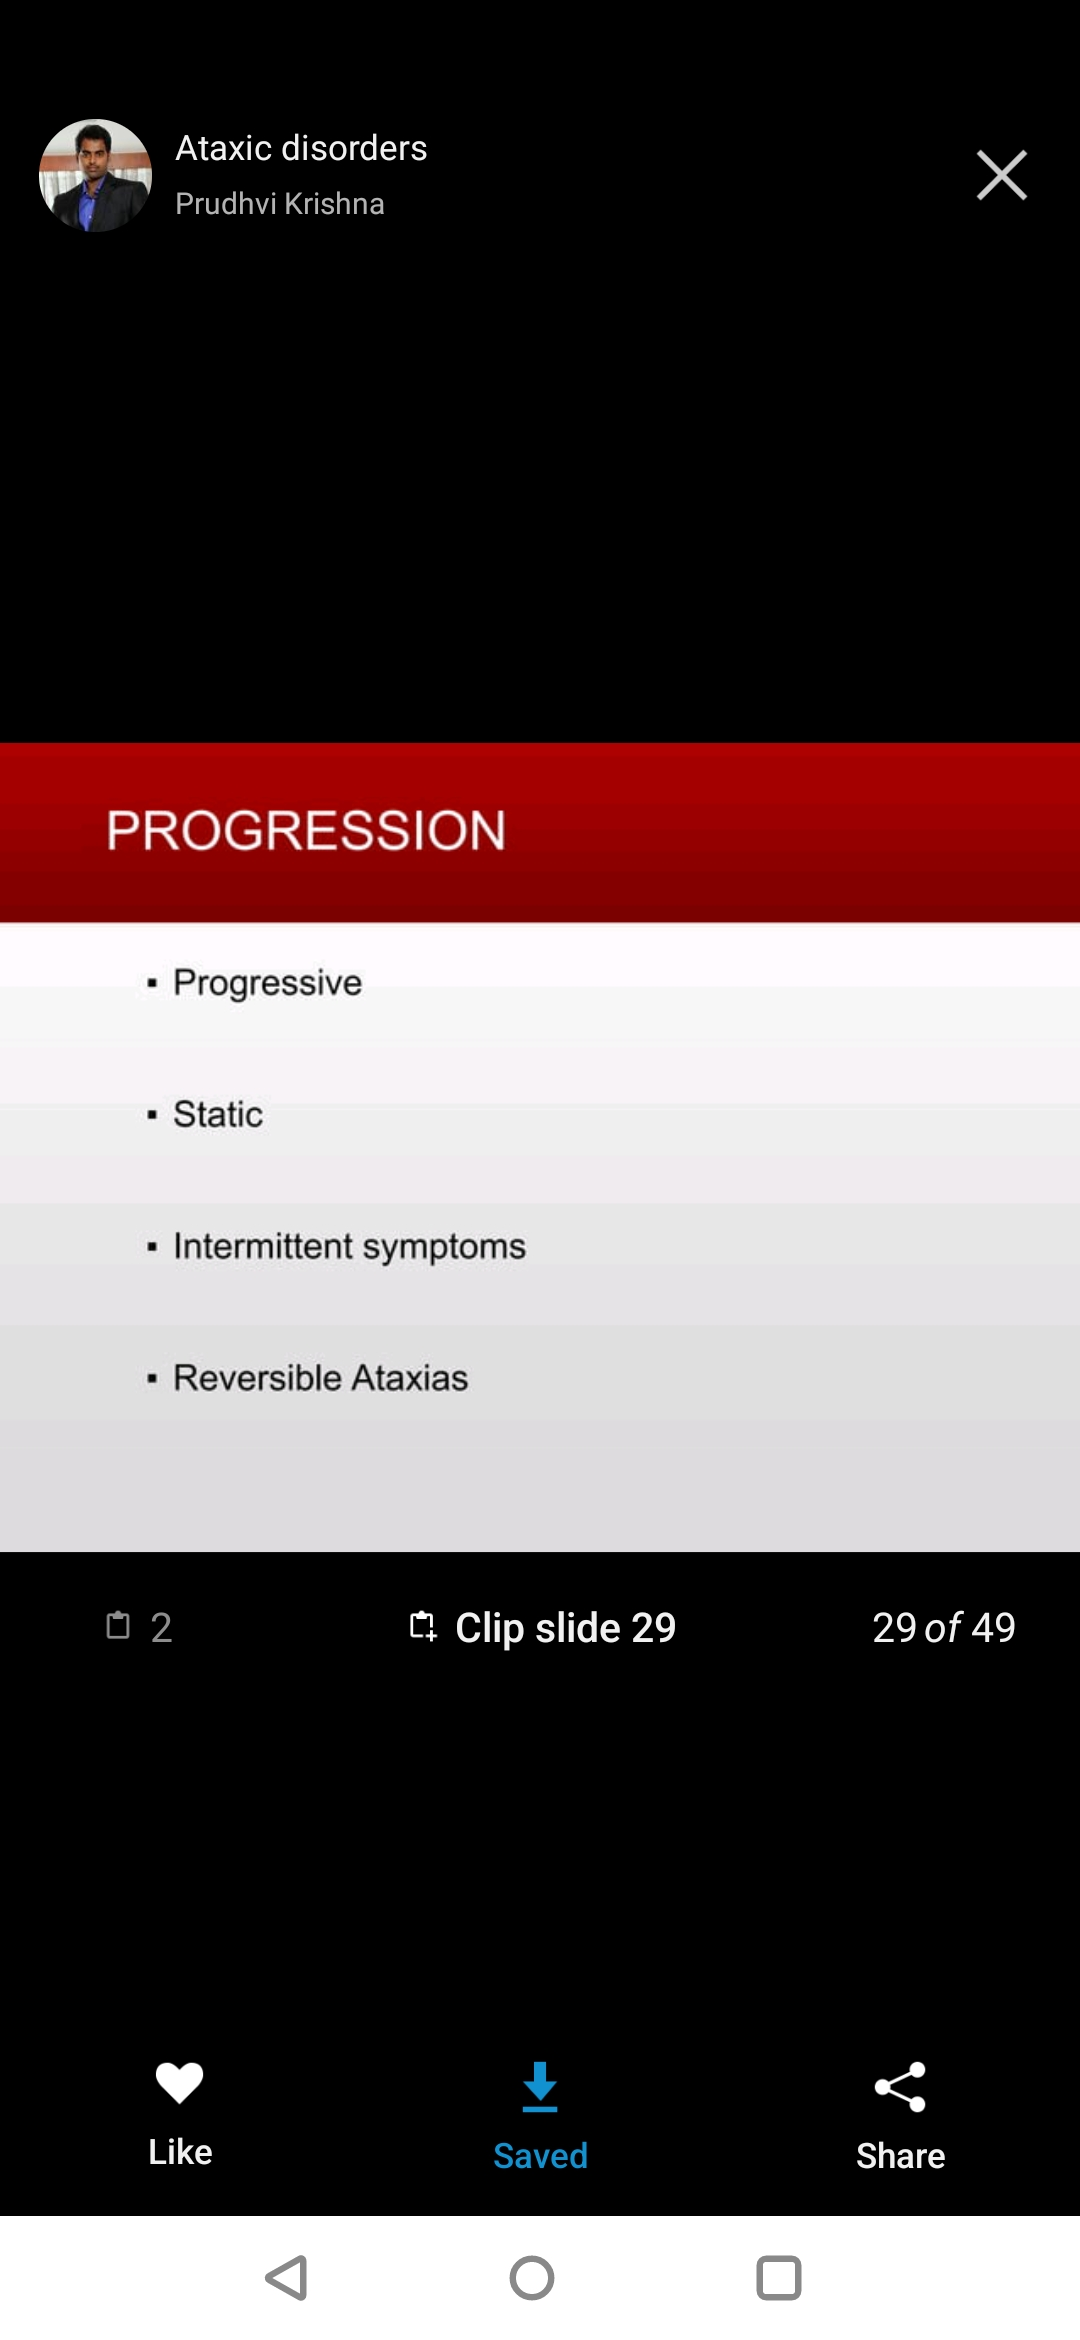 Ataxic disorders
Prudhvi Krishna
PROGRESSION
▪ Progressive
▪ Static
▪ Intermittent symptoms
▪ Reversible Ataxias
2
Clip slide 29
29 of 49
Like
Saved
Share